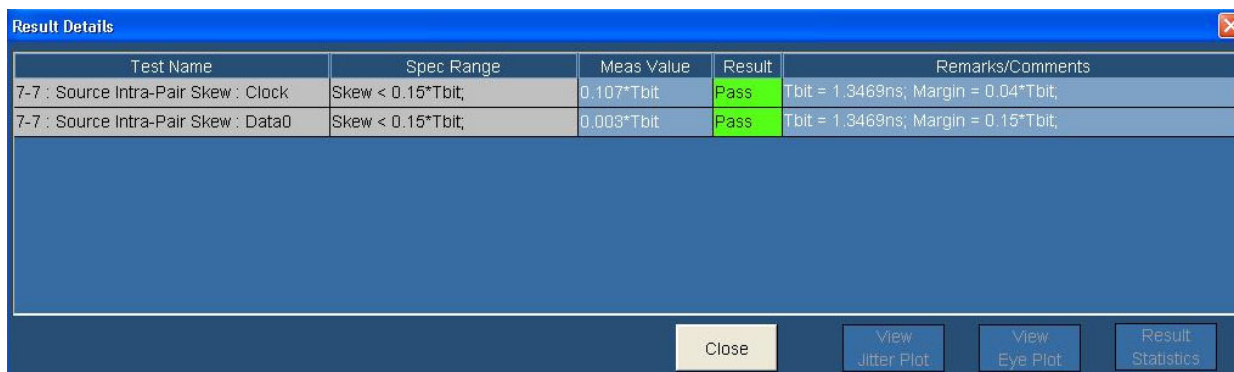 Result Details
Test Name Spec Range Meas Value Result Remarks/Comments
7-7 : Source Intra-Pair Skew : Clock Skew < 0.15*Tbit; 0.107*Tbit Pass Tbit = 1.3469ns; Margin = 0.04*Tbit;
7-7 : Source Intra-Pair Skew : Data0 Skew < 0.15*Tbit; 0.003*Tbit Pass Tbit = 1.3469ns; Margin = 0.15*Tbit;
Close View Jitter Plot View Eye Plot Result Statistics